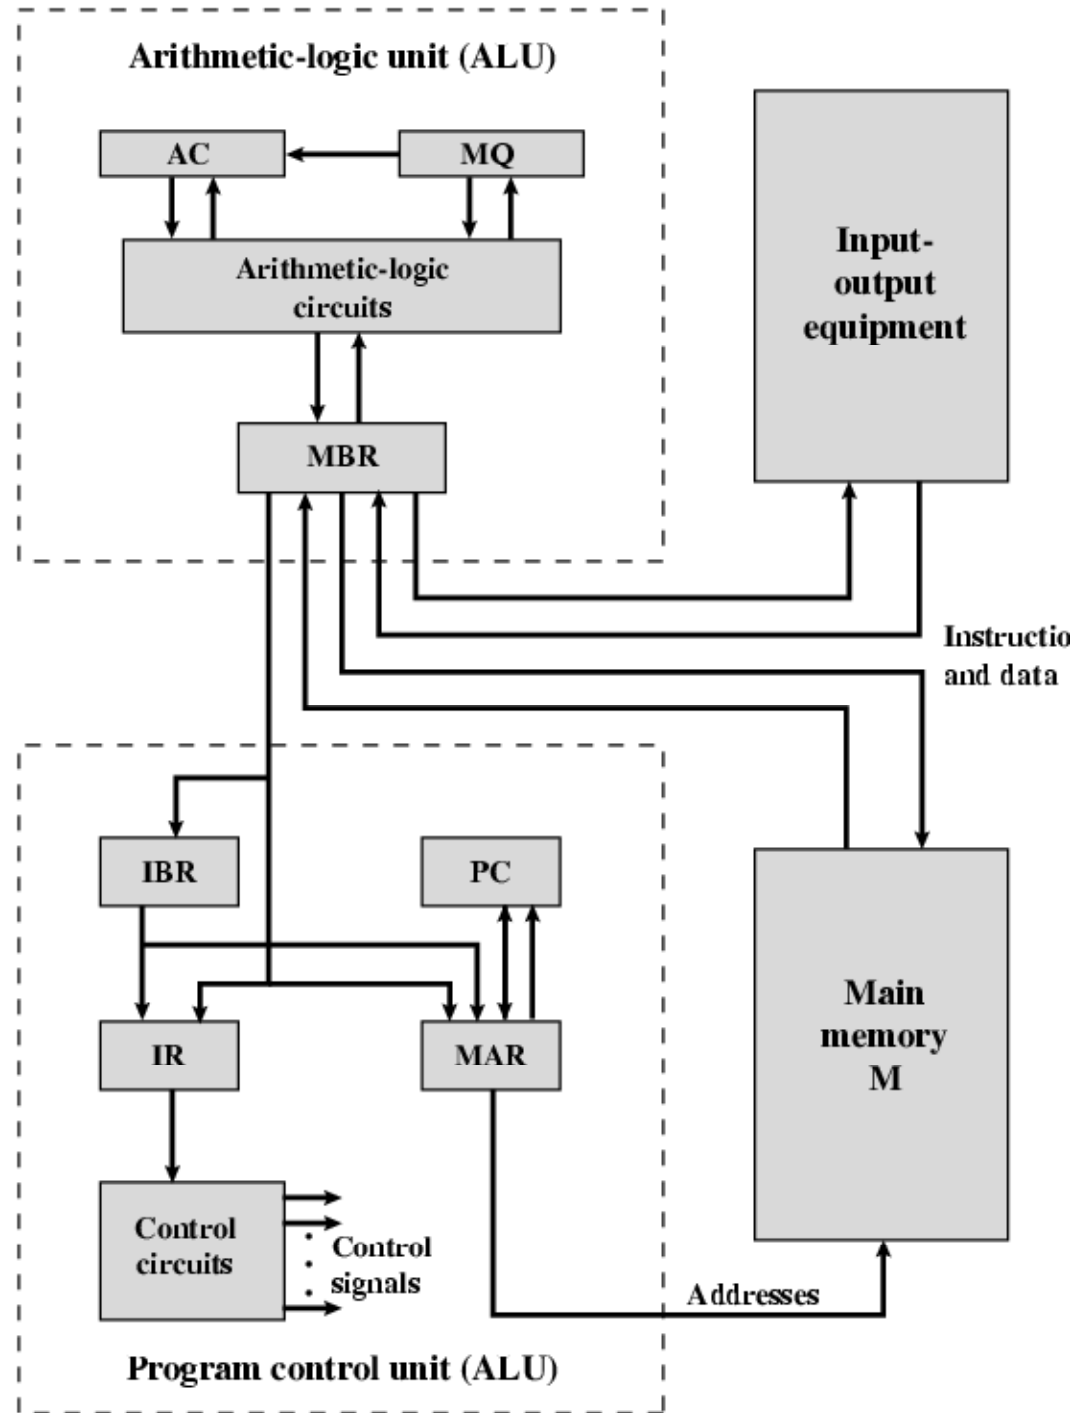 Arithmetic-logic unit (ALU)
AC
MQ
Arithmetic-logic
circuits
MBR
Input-
output
equipment
Instructio
and data
IBR
PC
IR
MAR
Main
memory
M
Control
circuits
Control
signals
Addresses
Program control unit (ALU)